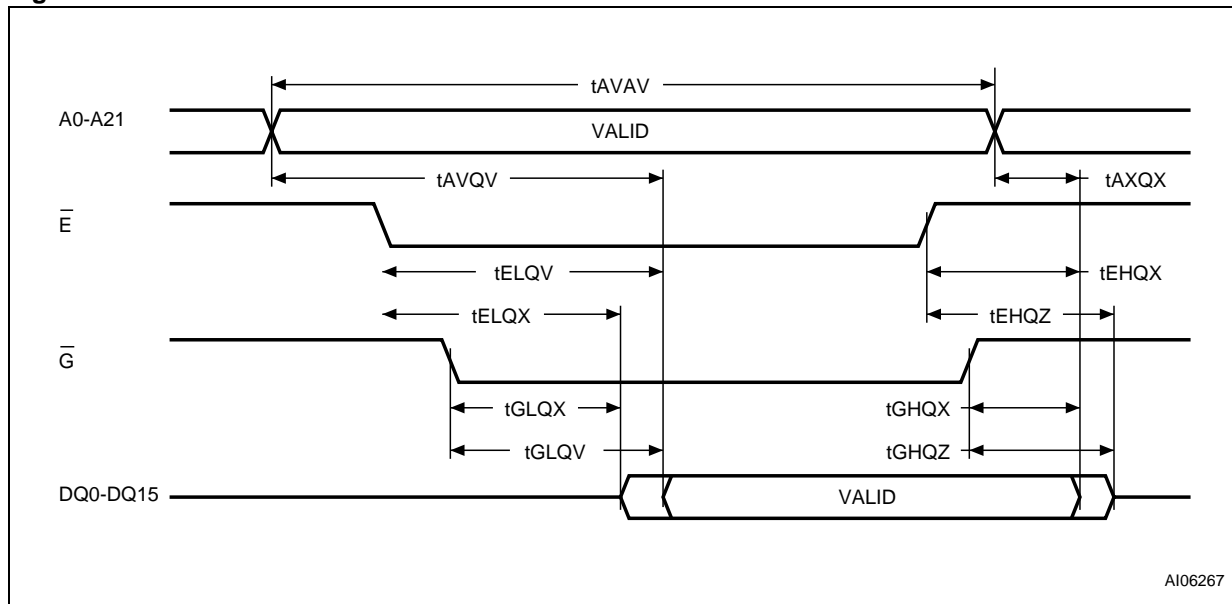 tAVAV
A0-A21
VALID
tAVQV
tAXQX
E
tELQV
tEHQX
tELQX
tEHQZ
G
tGLQX
tGHQX
tGLQV
tGHQZ
DQ0-DQ15
VALID
AI06267